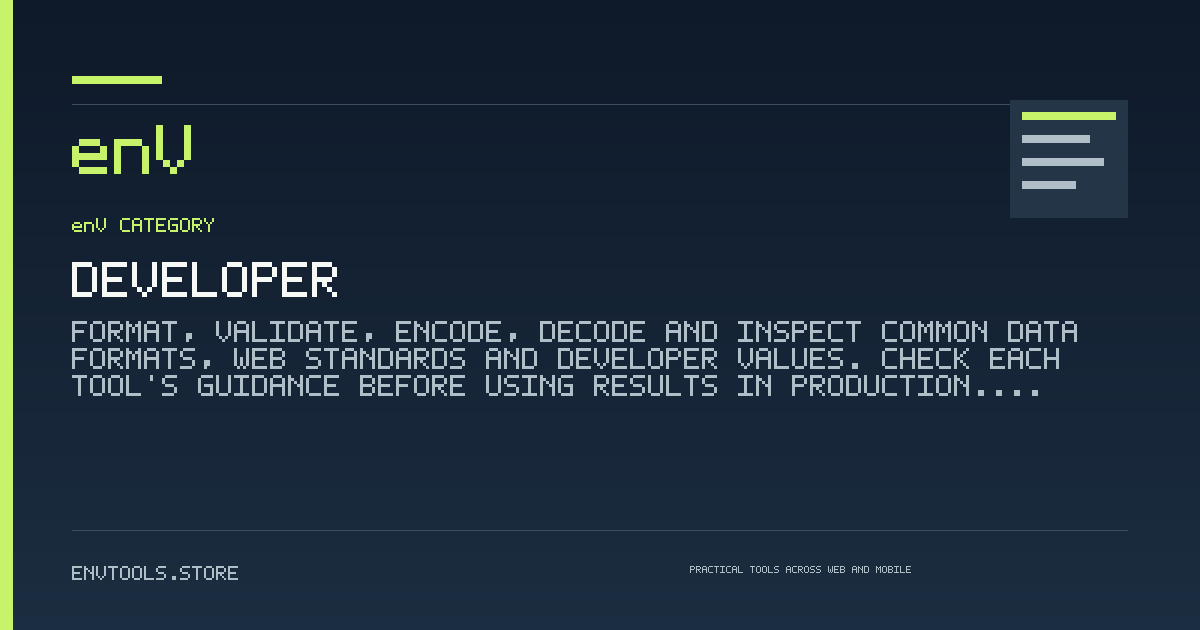 enV
enV CATEGORY
DEVELOPER
FORMAT, VALIDATE, ENCODE, DECODE AND INSPECT COMMON DATA
FORMATS, WEB STANDARDS AND DEVELOPER VALUES. CHECK EACH
TOOL'S GUIDANCE BEFORE USING RESULTS IN PRODUCTION....
ENVTOOLS.STORE
PRACTICAL TOOLS ACROSS WEB AND MOBILE